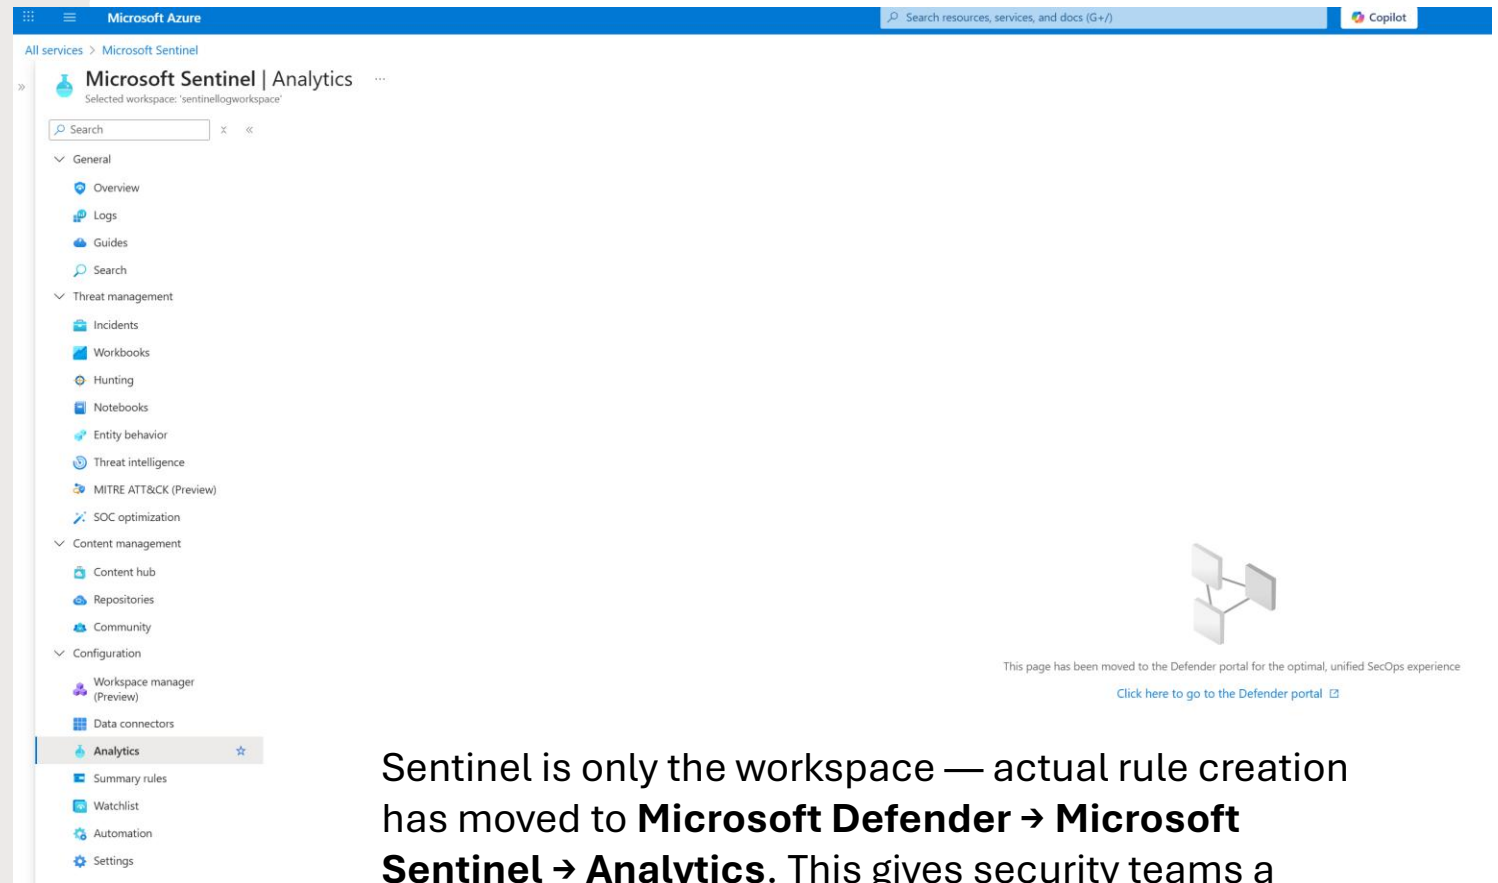 Microsoft Azure
Search resources, services, and docs (G+/)
Copilot
All services > Microsoft Sentinel
Microsoft Sentinel | Analytics ...
Selected workspace: 'sentinellogworkspace'
Search
General
Overview
Logs
Guides
Search
Threat management
Incidents
Workbooks
Hunting
Notebooks
Entity behavior
Threat intelligence
MITRE ATT&CK (Preview)
SOC optimization
Content management
Content hub
Repositories
Community
Configuration
Workspace manager
(Preview)
Data connectors
Analytics
Summary rules
Watchlist
Automation
Settings
This page has been moved to the Defender portal for the optimal, unified SecOps experience
Click here to go to the Defender portal
Sentinel is only the workspace — actual rule creation
has moved to Microsoft Defender → Microsoft
Sentinel → Analytics. This gives security teams a